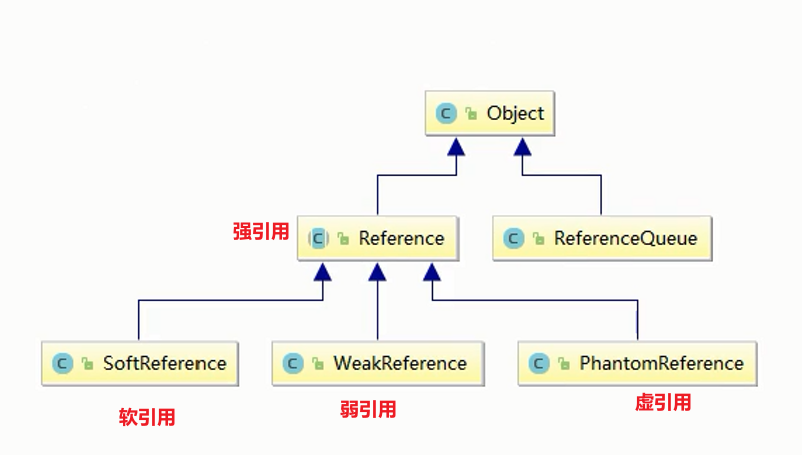 Object
强引用
Reference
ReferenceQueue
SoftReference
WeakReference
PhantomReference
软引用
弱引用
虚引用